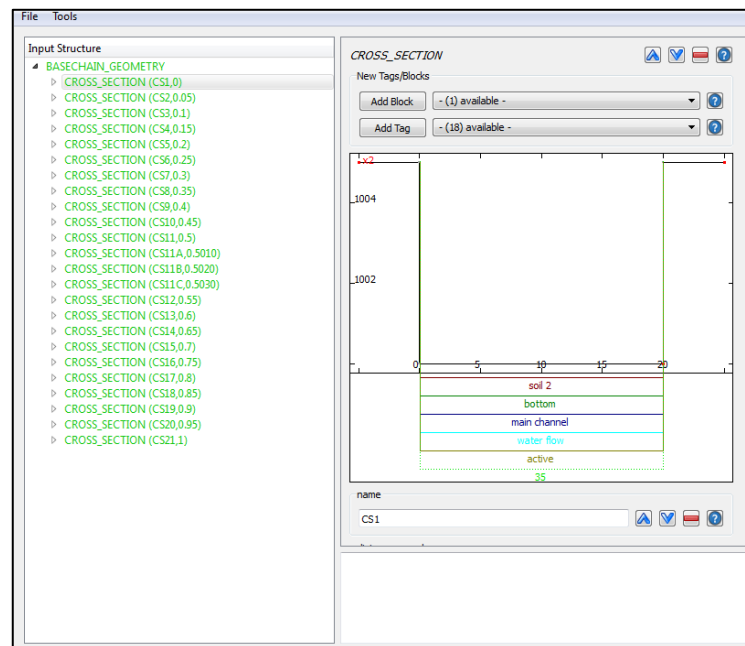 File Tools
Input Structure
BASECHAIN_GEOMETRY
CROSS_SECTION (CS1,0)
CROSS_SECTION (CS2,0.05)
CROSS_SECTION (CS3,0.1)
CROSS_SECTION (CS4,0.15)
CROSS_SECTION (CS5,0.2)
CROSS_SECTION (CS6,0.25)
CROSS_SECTION (CS7,0.3)
CROSS_SECTION (CS8,0.35)
CROSS_SECTION (CS9,0.4)
CROSS_SECTION (CS10,0.45)
CROSS_SECTION (CS11,0.5)
CROSS_SECTION (CS11A,0.5010)
CROSS_SECTION (CS11B,0.5020)
CROSS_SECTION (CS11C,0.5030)
CROSS_SECTION (CS12,0.55)
CROSS_SECTION (CS13,0.6)
CROSS_SECTION (CS14,0.65)
CROSS_SECTION (CS15,0.7)
CROSS_SECTION (CS16,0.75)
CROSS_SECTION (CS17,0.8)
CROSS_SECTION (CS18,0.85)
CROSS_SECTION (CS19,0.9)
CROSS_SECTION (CS20,0.95)
CROSS_SECTION (CS21,1)
CROSS_SECTION
New Tags/Blocks
Add Block - (1) available -
Add Tag - (18) available -
x2
1004
1002
0 5 10 15 20
soil 2
bottom
main channel
water flow
active
35
name
CS1